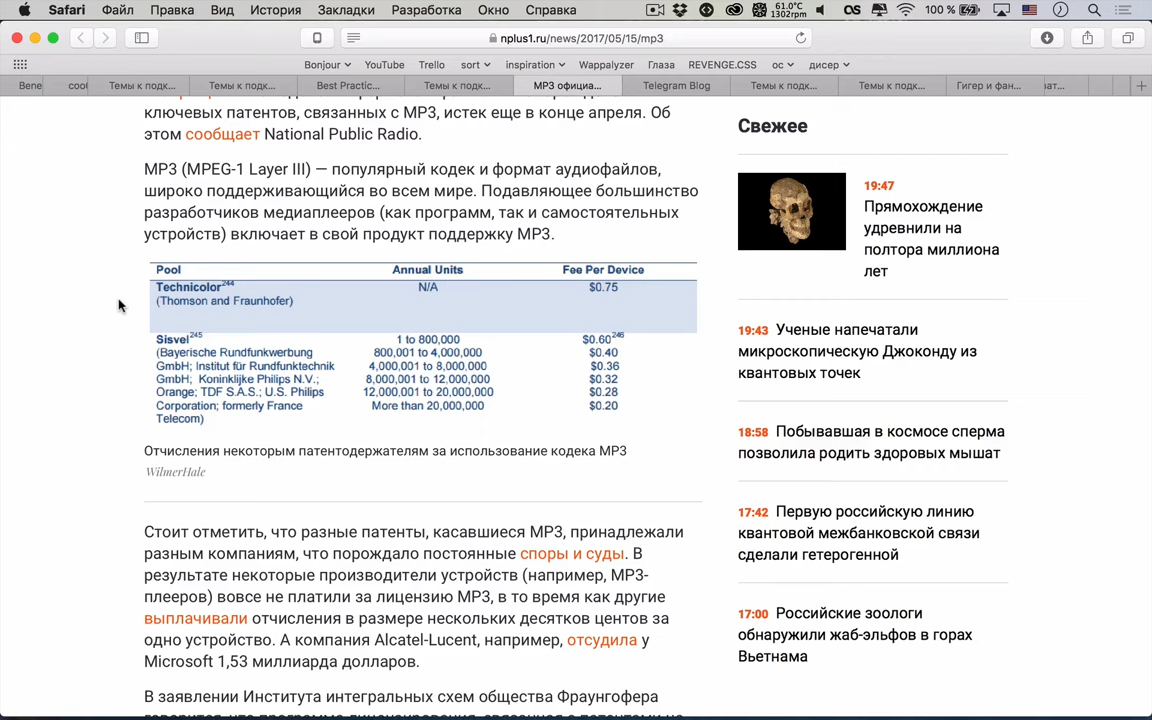 Safari Файл Правка Вид История Закладки Разработка Окно Справка 61.0°C 1302rpm 100 %
nplus1.ru/news/2017/05/15/mp3
Bonjour YouTube Trello sort inspiration Wappalyzer Глаза REVENGE.CSS ос дисер
Bene coo Темы к подк... Темы к подк... Best Practic... Темы к подк... MP3 официа... Telegram Blog Темы к подк... Темы к подк... Гигер и фан... ат...
ключевых патентов, связанных с MP3, истек еще в конце апреля. Об
этом сообщает National Public Radio.
MP3 (MPEG-1 Layer III) — популярный кодек и формат аудиофайлов,
широко поддерживающийся во всем мире. Подавляющее большинство
разработчиков медиаплееров (как программ, так и самостоятельных
устройств) включает в свой продукт поддержку MP3.
Pool Annual Units Fee Per Device
Technicolor244 N/A $0.75
(Thomson and Fraunhofer)
Sisvel245 1 to 800,000 $0.60246
(Bayerische Rundfunkwerbung 800,001 to 4,000,000 $0.40
GmbH; Institut für Rundfunktechnik 4,000,001 to 8,000,000 $0.36
GmbH; Koninklijke Philips N.V.; 8,000,001 to 12,000,000 $0.32
Orange; TDF S.A.S.; U.S. Philips 12,000,001 to 20,000,000 $0.28
Corporation; formerly France More than 20,000,000 $0.20
Telecom)
Отчисления некоторым патентодержателям за использование кодека MP3
WilmerHale
Стоит отметить, что разные патенты, касавшиеся MP3, принадлежали
разным компаниям, что порождало постоянные споры и суды. В
результате некоторые производители устройств (например, MP3-
плееров) вовсе не платили за лицензию MP3, в то время как другие
выплачивали отчисления в размере нескольких десятков центов за
одно устройство. А компания Alcatel-Lucent, например, отсудила у
Microsoft 1,53 миллиарда долларов.
В заявлении Института интегральных схем общества Фраунгофера
Свежее
19:47
Прямохождение
удревнили на
полтора миллиона
лет
19:43 Ученые напечатали
микроскопическую Джоконду из
квантовых точек
18:58 Побывавшая в космосе сперма
позволила родить здоровых мышат
17:42 Первую российскую линию
квантовой межбанковской связи
сделали гетерогенной
17:00 Российские зоологи
обнаружили жаб-эльфов в горах
Вьетнама